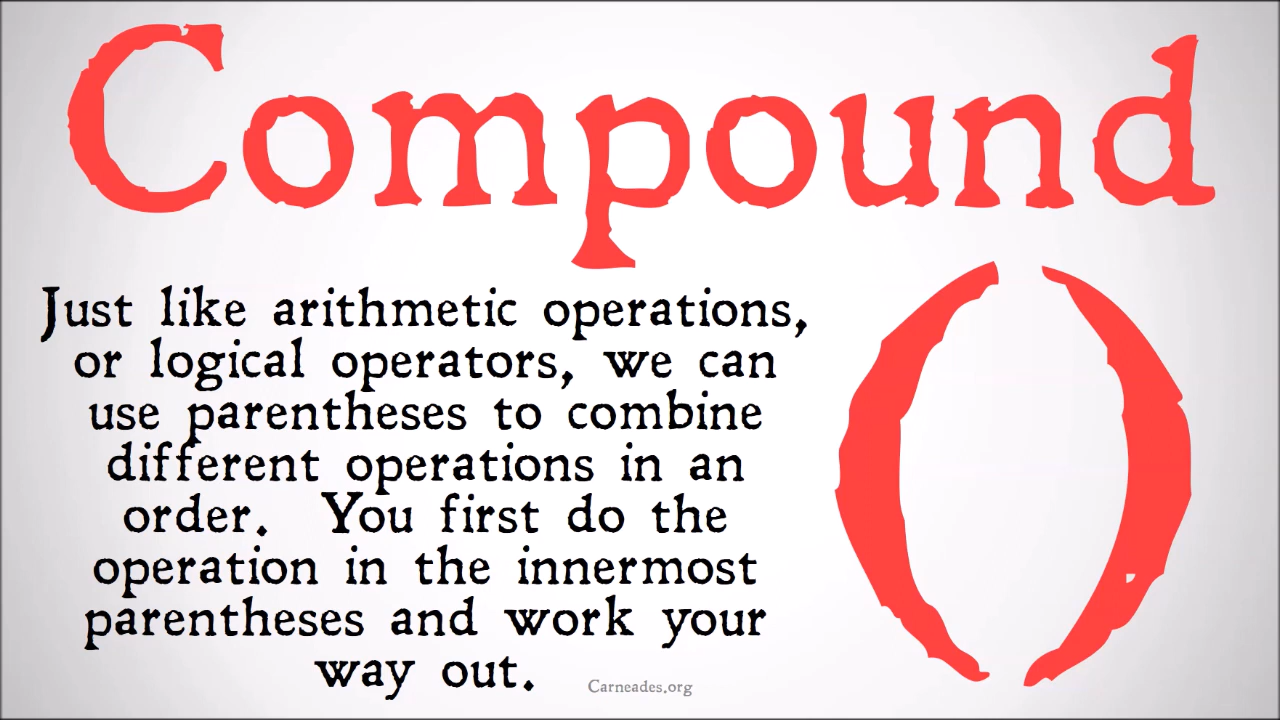 Compound
Just like arithmetic operations,
or logical operators, we can
use parentheses to combine
different operations in an
order. You first do the
operation in the innermost
parentheses and work your
way out.
()
Carneades.org